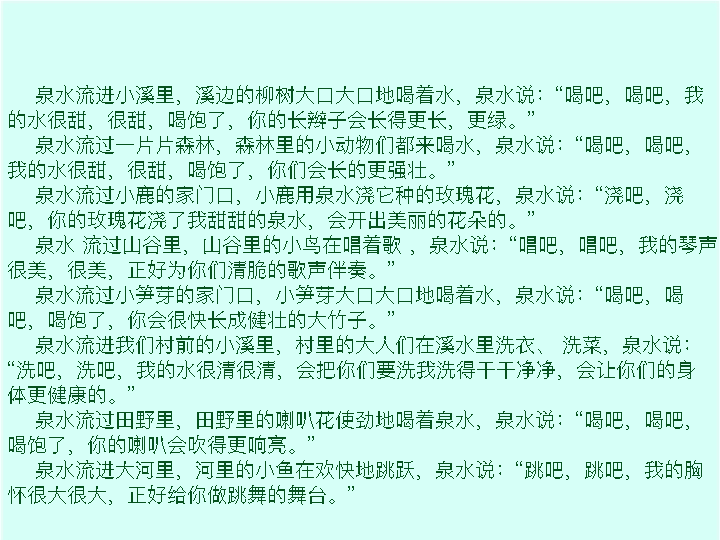 泉水流进小溪里，溪边的柳树大口大口地喝着水，泉水说：“喝吧，喝吧，我
的水很甜，很甜，喝饱了，你的长辫子会长得更长，更绿。”
泉水流过一片片森林，森林里的小动物们都来喝水，泉水说：“喝吧，喝吧，
我的水很甜，很甜，喝饱了，你们会长的更强壮。”
泉水流过小鹿的家门口，小鹿用泉水浇它种的玫瑰花，泉水说：“浇吧，浇
吧，你的玫瑰花浇了我甜甜的泉水，会开出美丽的花朵的。”
泉水 流过山谷里，山谷里的小鸟在唱着歌 ，泉水说：“唱吧，唱吧，我的琴声
很美，很美，正好为你们清脆的歌声伴奏。”
泉水流过小笋芽的家门口，小笋芽大口大口地喝着水，泉水说：“喝吧，喝
吧，喝饱了，你会很快长成健壮的大竹子。”
泉水流进我们村前的小溪里，村里的大人们在溪水里洗衣、 洗菜，泉水说：
“洗吧，洗吧，我的水很清很清，会把你们要洗我洗得干干净净，会让你们的身
体更健康的。”
泉水流过田野里，田野里的喇叭花使劲地喝着泉水，泉水说：“喝吧，喝吧，
喝饱了，你的喇叭会吹得更响亮。”
泉水流进大河里，河里的小鱼在欢快地跳跃，泉水说：“跳吧，跳吧，我的胸
怀很大很大，正好给你做跳舞的舞台。”